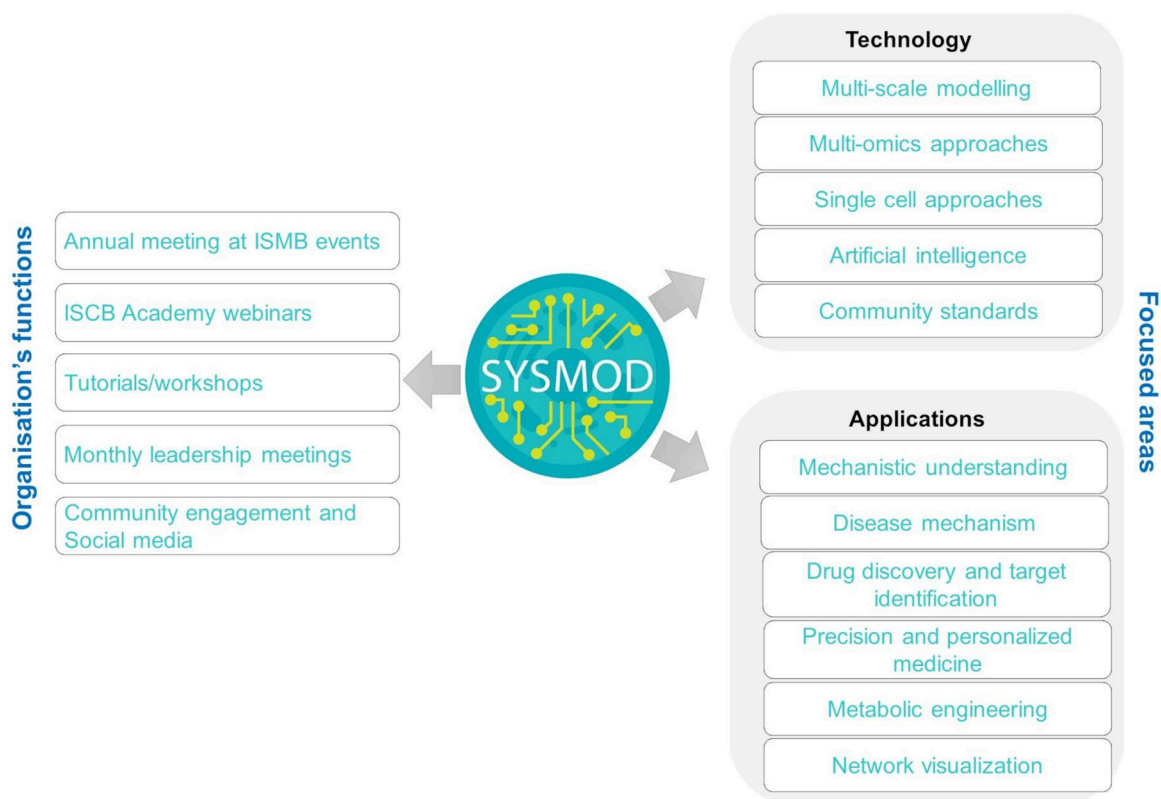 Organisation's functions
Annual meeting at ISMB events
ISCB Academy webinars
Tutorials/workshops
Monthly leadership meetings
Community engagement and
Social media
SYSMOD
Technology
Multi-scale modelling
Multi-omics approaches
Single cell approaches
Artificial intelligence
Community standards
Applications
Mechanistic understanding
Disease mechanism
Drug discovery and target
identification
Precision and personalized
medicine
Metabolic engineering
Network visualization
Focused areas